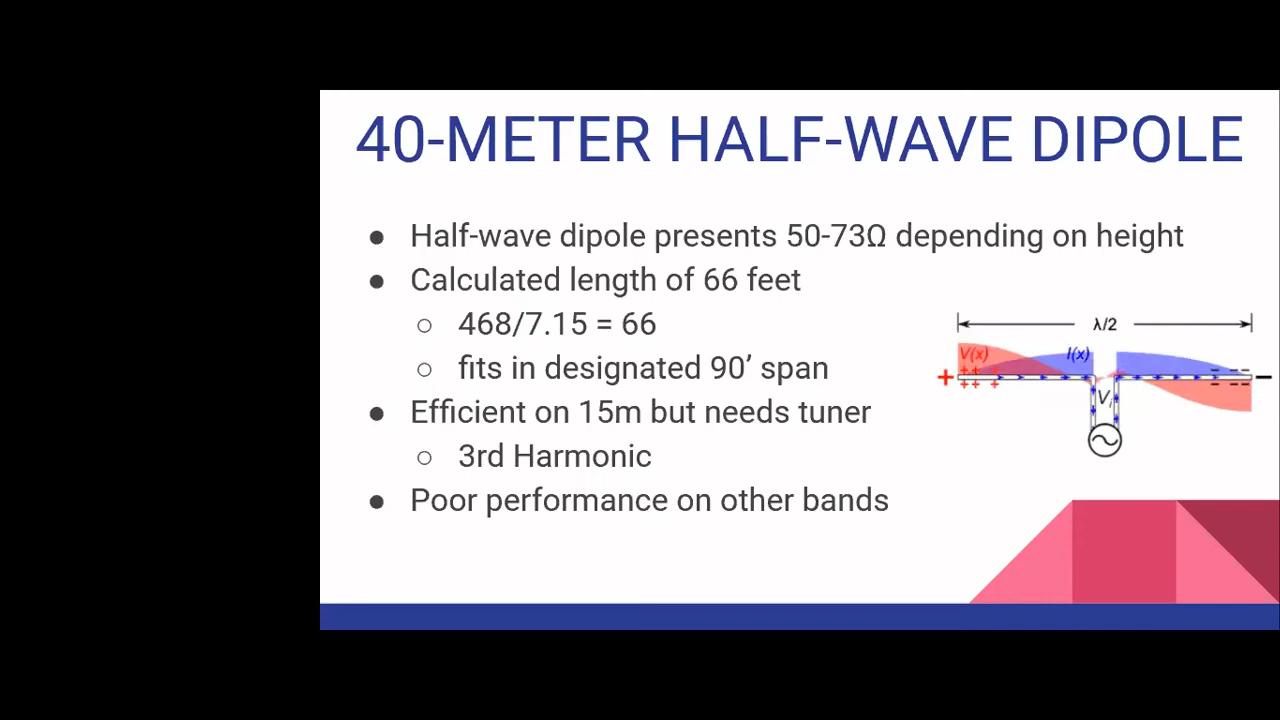 40-METER HALF-WAVE DIPOLE
● Half-wave dipole presents 50-73Ω depending on height
● Calculated length of 66 feet
○ 468/7.15 = 66
○ fits in designated 90’ span
● Efficient on 15m but needs tuner
○ 3rd Harmonic
● Poor performance on other bands
λ/2
V(x)
I(x)
+
−
Vi